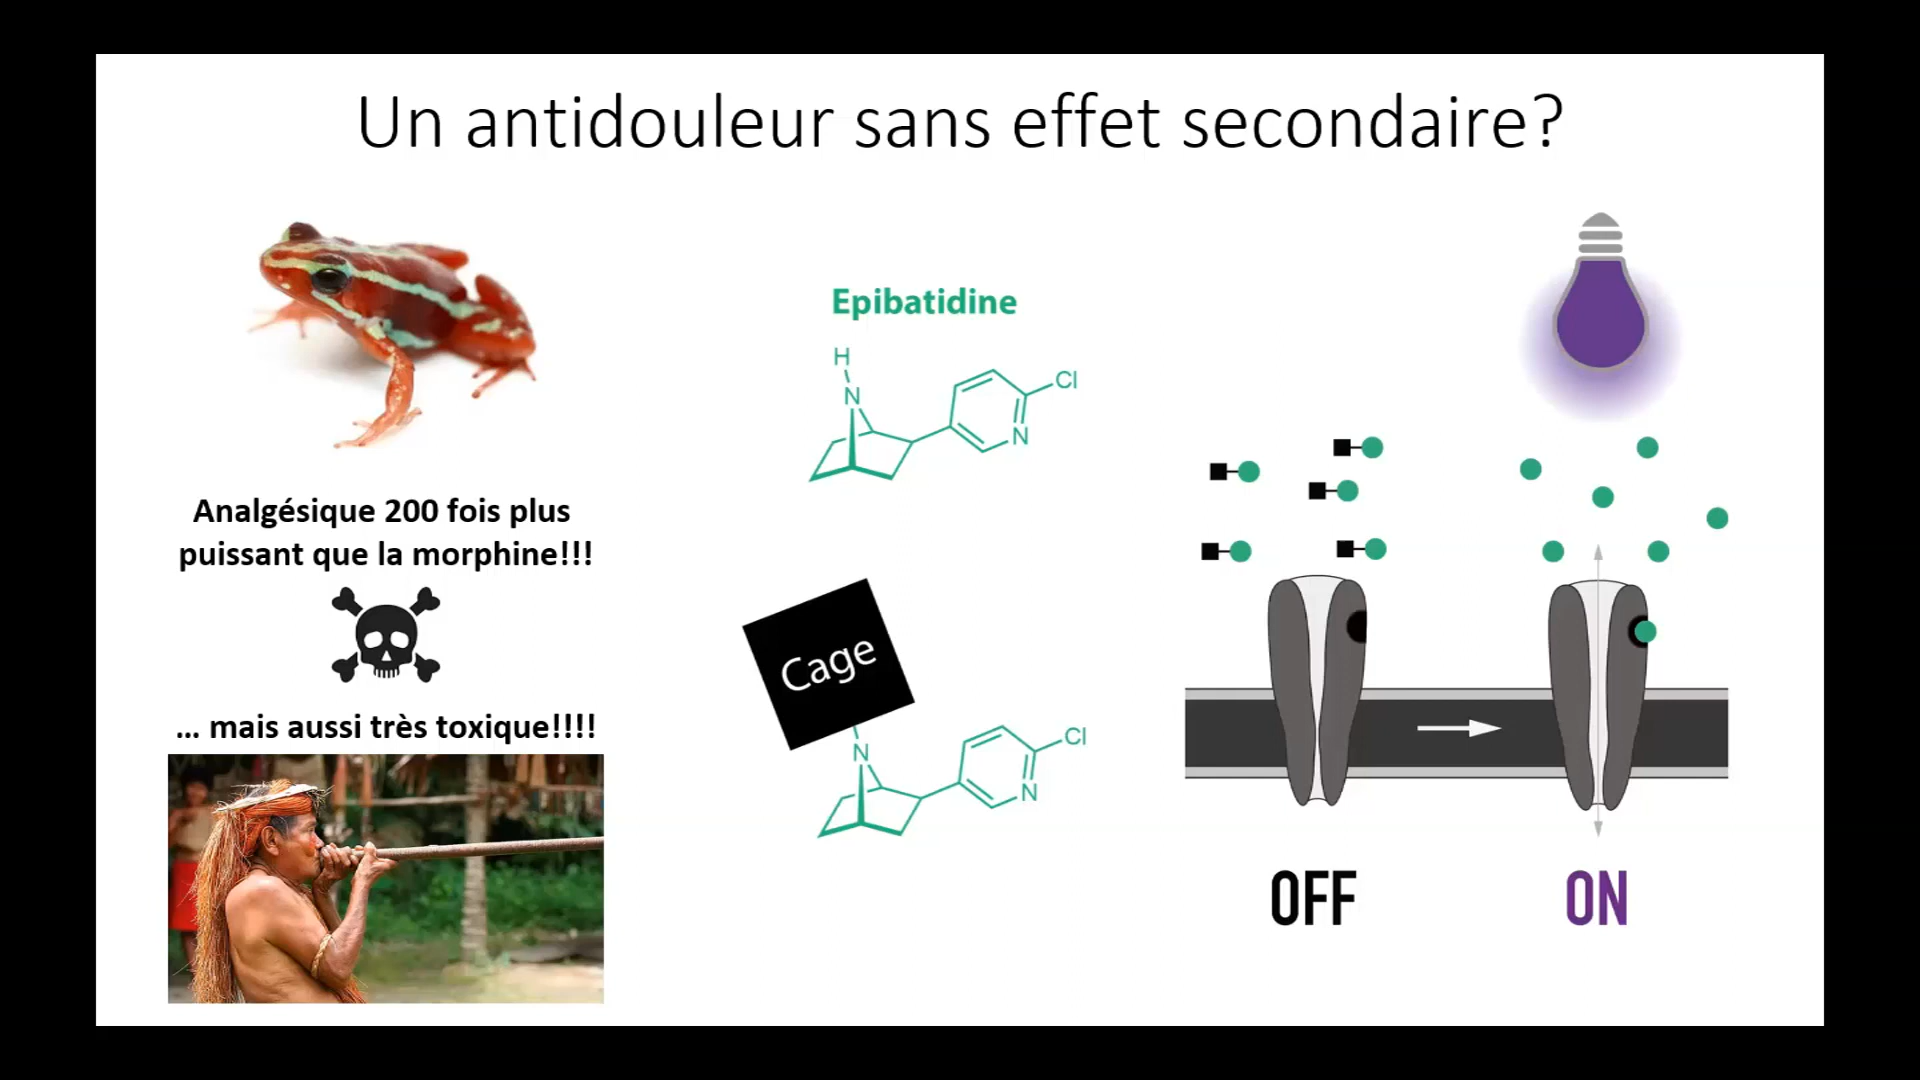 Un antidouleur sans effet secondaire?
Analgésique 200 fois plus
puissant que la morphine!!!
... mais aussi très toxique!!!!
Epibatidine
H
N
Cl
N
Cage
N
Cl
N
OFF
ON